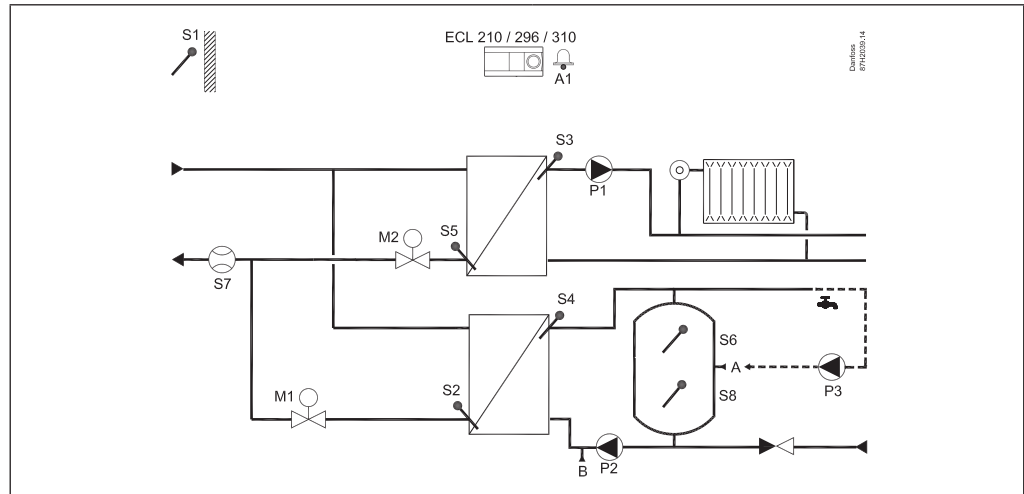 S1
ECL 210 / 296 / 310
A1
Danfoss
87H2039.14
S3
P1
M2
S5
S7
S4
S6
A
P3
S8
M1
S2
B
P2